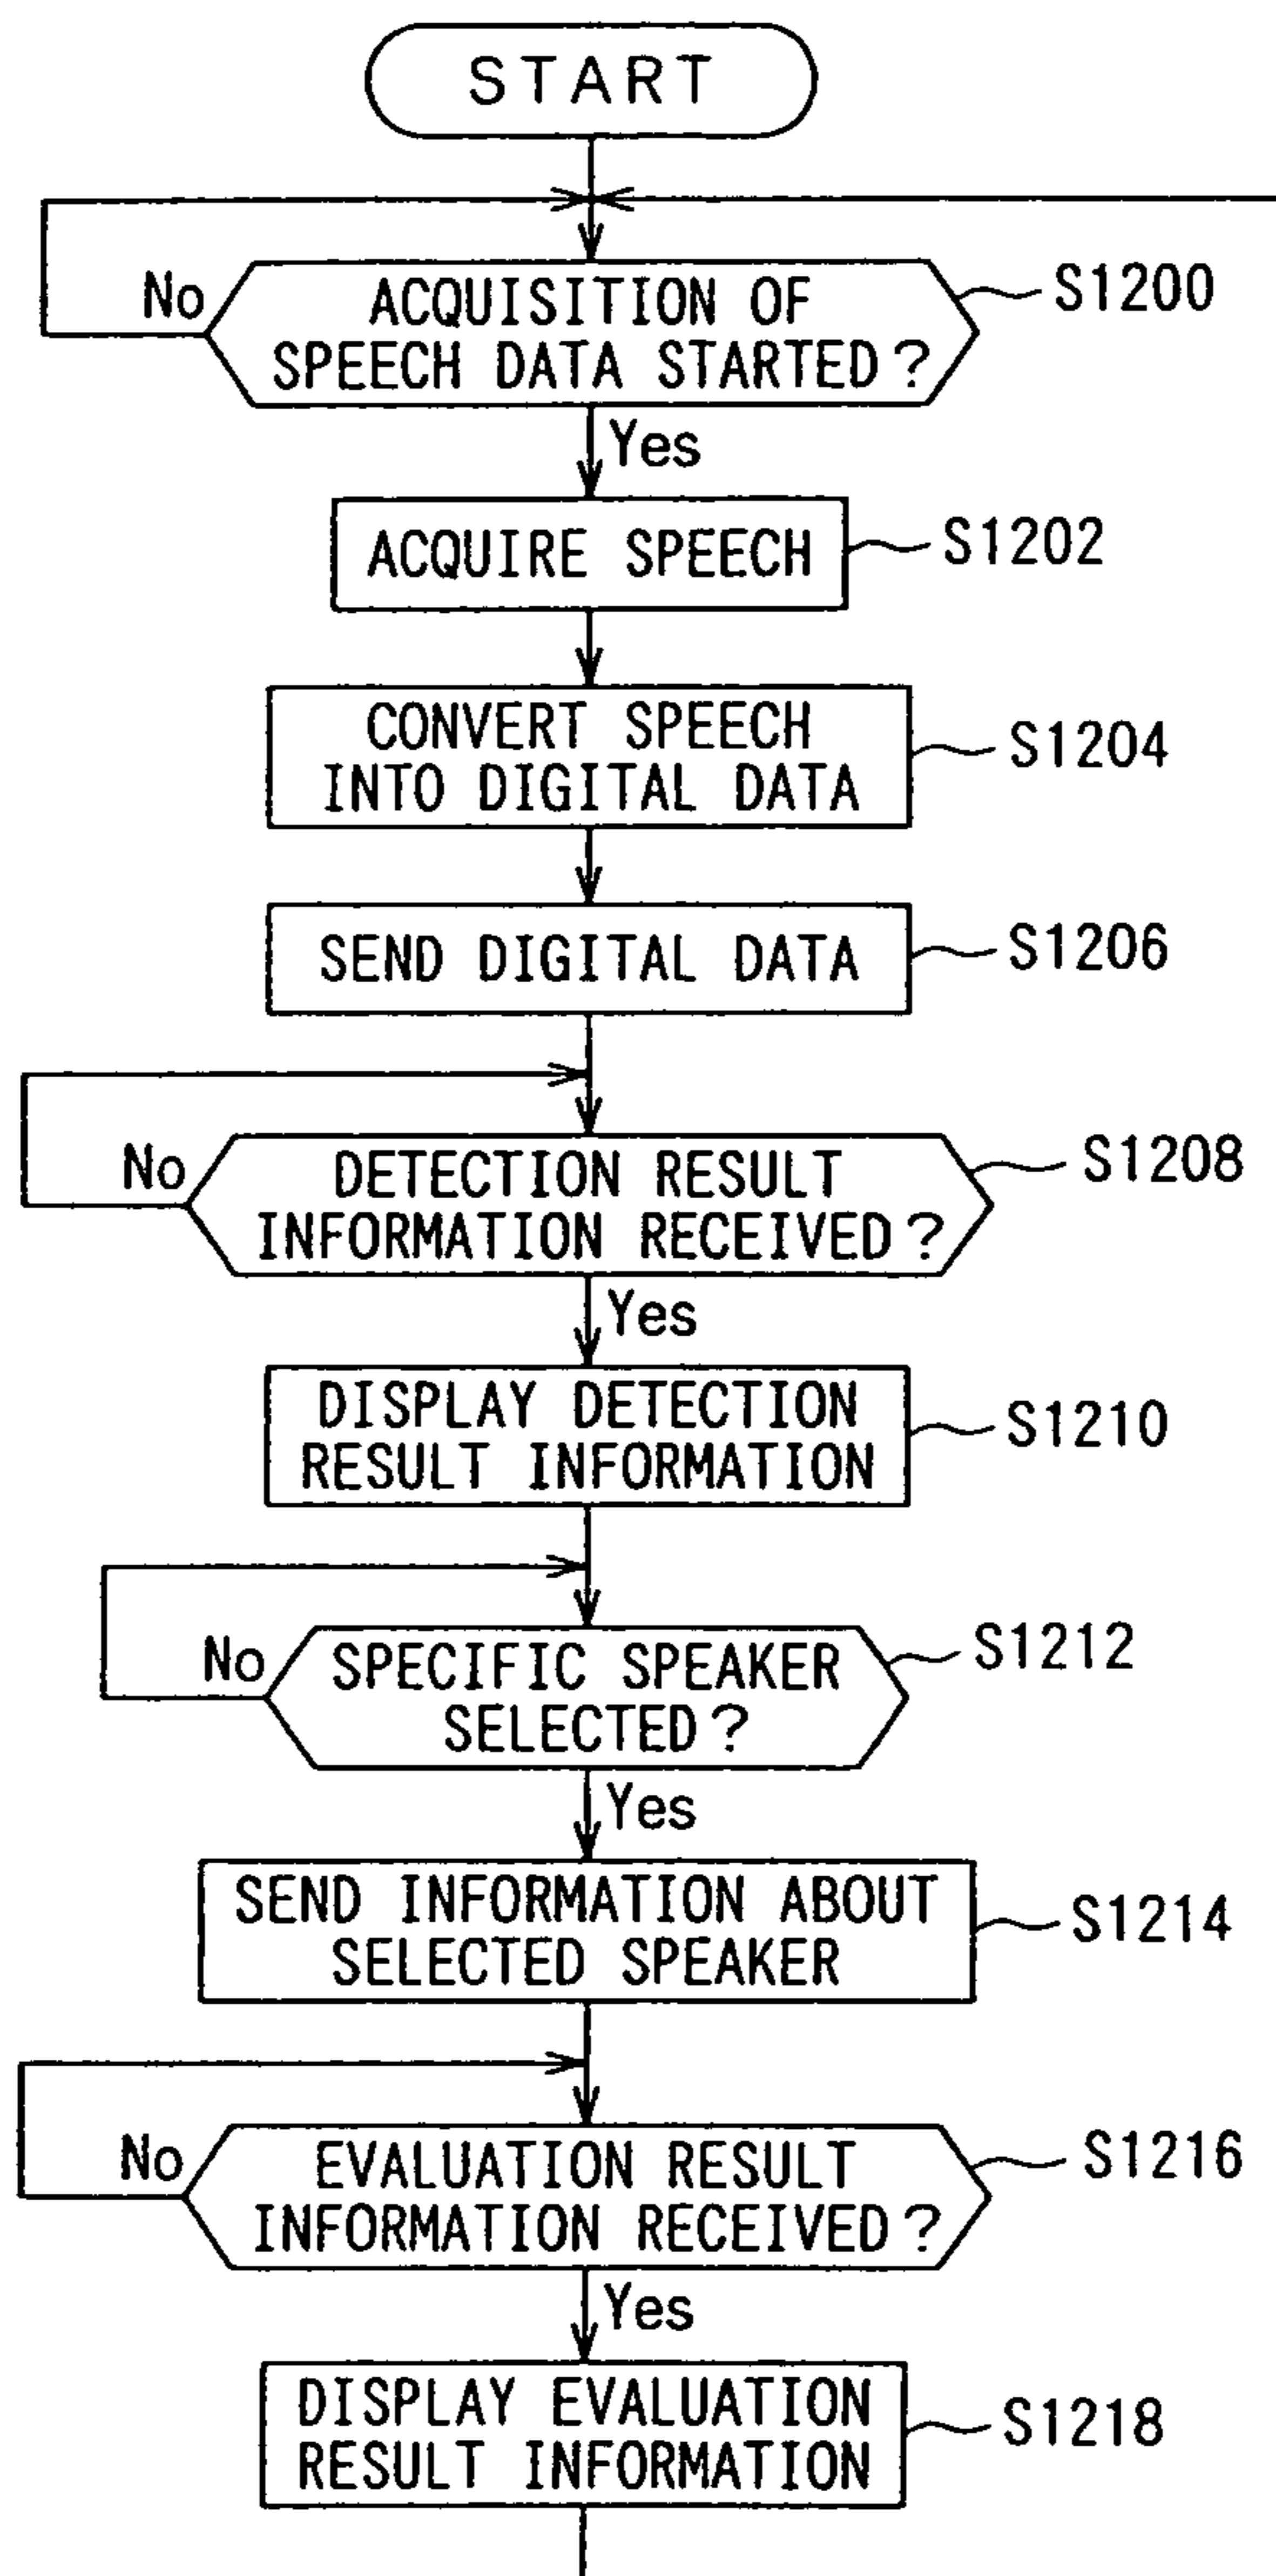 START
No
ACQUISITION OF
SPEECH DATA STARTED?
S1200
Yes
ACQUIRE SPEECH
S1202
CONVERT SPEECH
INTO DIGITAL DATA
S1204
SEND DIGITAL DATA
S1206
No
DETECTION RESULT
INFORMATION RECEIVED?
S1208
Yes
DISPLAY DETECTION
RESULT INFORMATION
S1210
No
SPECIFIC SPEAKER
SELECTED?
S1212
Yes
SEND INFORMATION ABOUT
SELECTED SPEAKER
S1214
No
EVALUATION RESULT
INFORMATION RECEIVED?
S1216
Yes
DISPLAY EVALUATION
RESULT INFORMATION
S1218